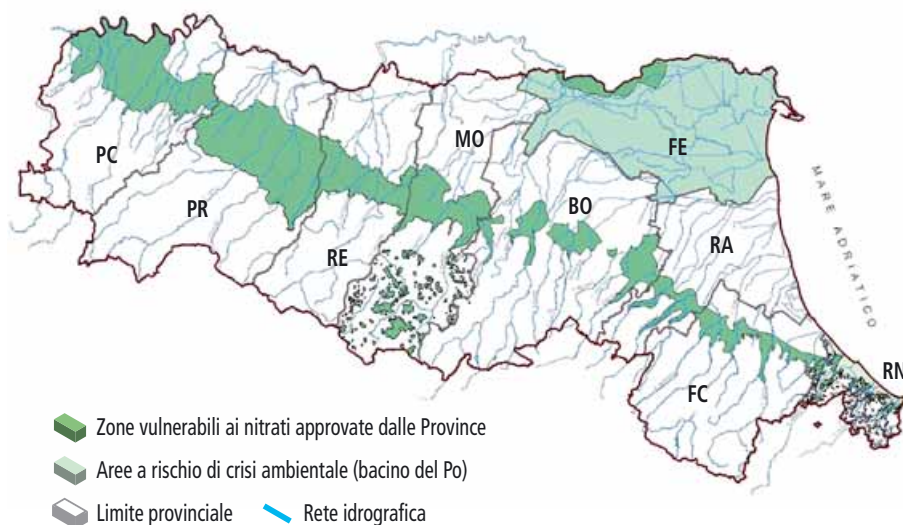 PC
PR
RE
MO
BO
FE
RA
FC
RN
MARE ADRIATICO
Zone vulnerabili ai nitrati approvate dalle Province
Aree a rischio di crisi ambientale (bacino del Po)
Limite provinciale Rete idrografica